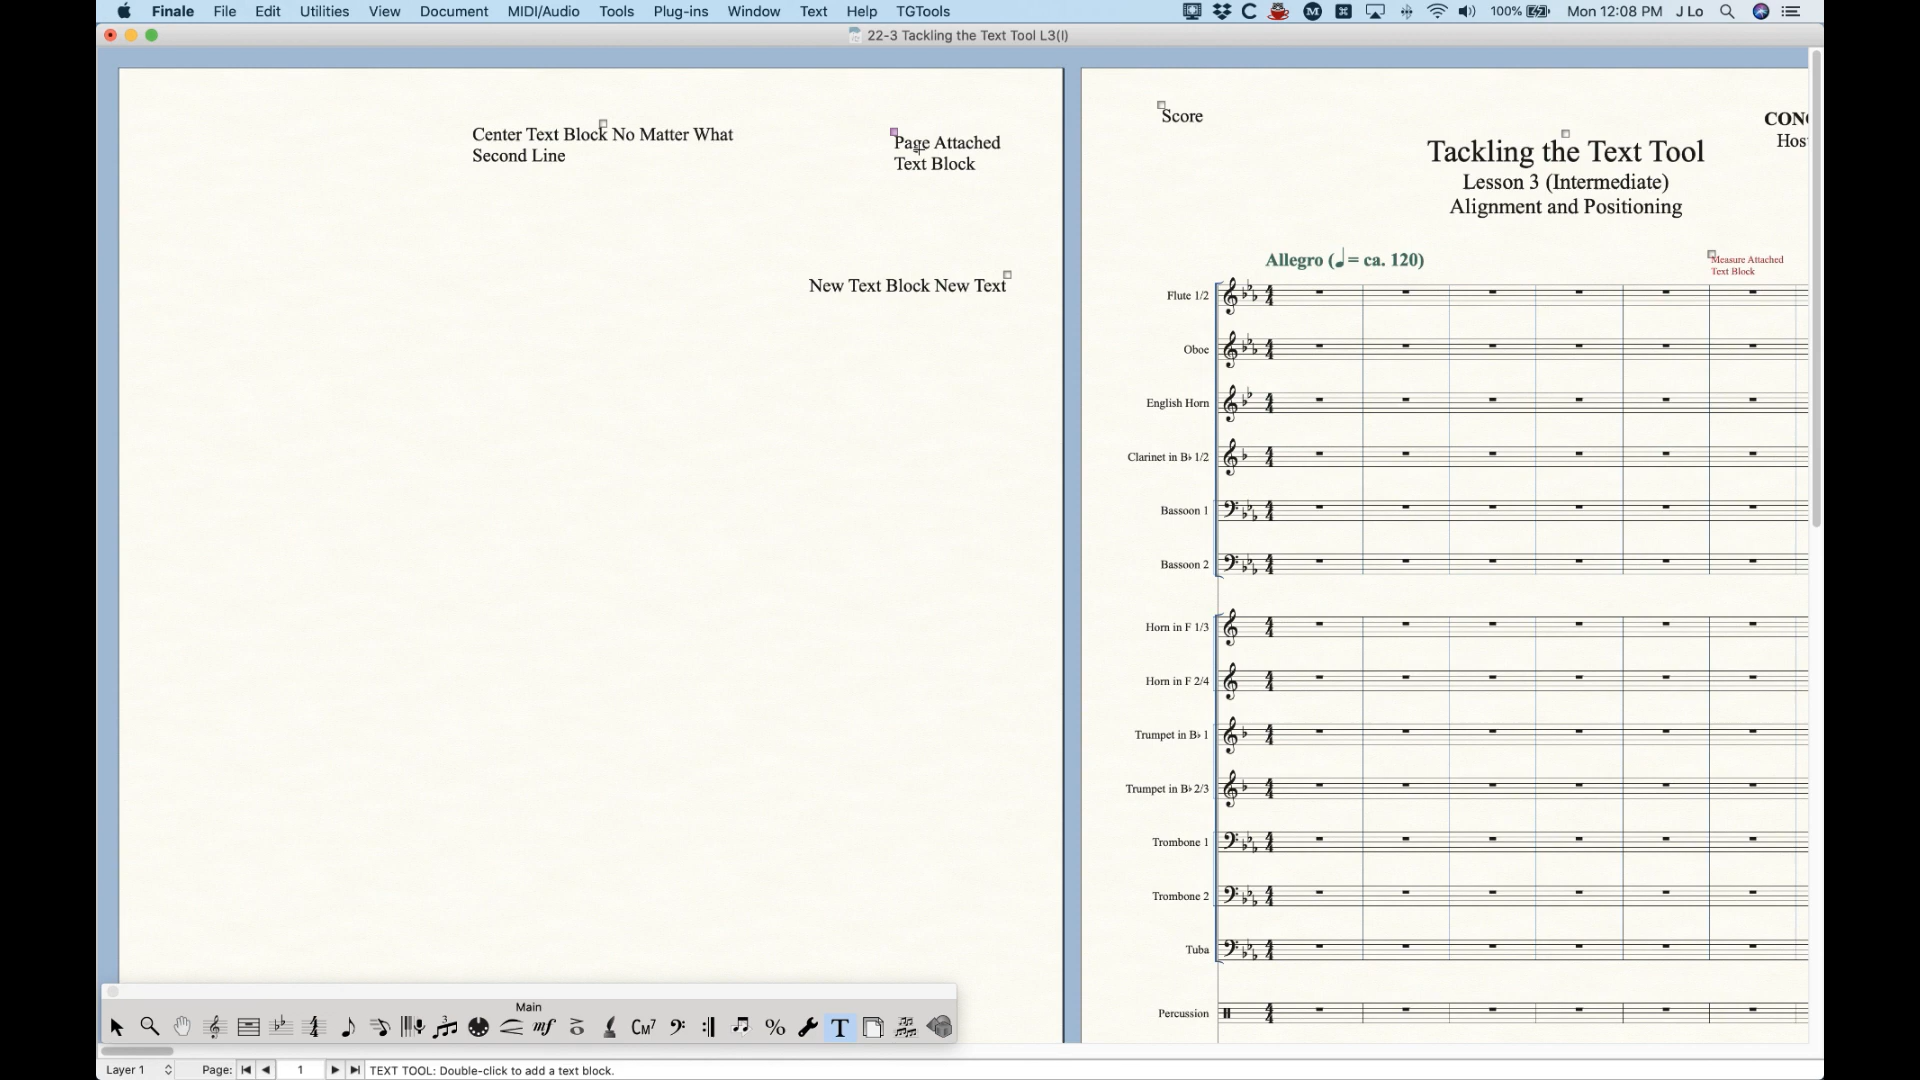 Finale File Edit Utilities View Document MIDI/Audio Tools Plug-ins Window Text Help TGTools 100% Mon 12:08 PM J Lo
22-3 Tackling the Text Tool L3(I)
Center Text Block No Matter What
Second Line
Page Attached
Text Block
New Text Block New Text
Score
CON
Host
Tackling the Text Tool
Lesson 3 (Intermediate)
Alignment and Positioning
Allegro (♩= ca. 120)
Measure Attached
Text Block
Flute 1/2
Oboe
English Horn
Clarinet in B♭ 1/2
Bassoon 1
Bassoon 2
Horn in F 1/3
Horn in F 2/4
Trumpet in B♭ 1
Trumpet in B♭ 2/3
Trombone 1
Trombone 2
Tuba
Percussion
Main
mf CM7 % T
Layer 1 Page: 1 TEXT TOOL: Double-click to add a text block.